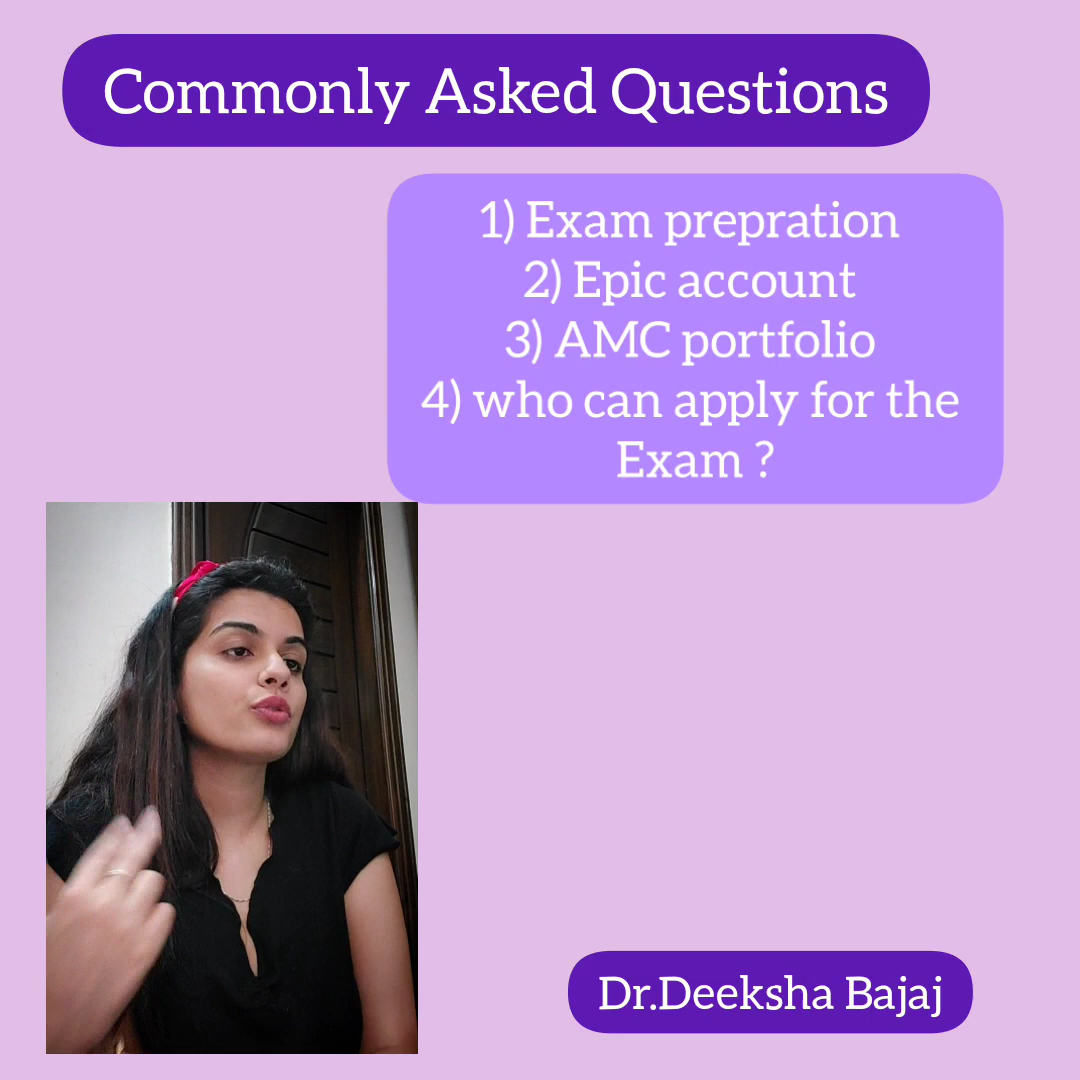 Commonly Asked Questions
1) Exam prepration
2) Epic account
3) AMC portfolio
4) who can apply for the
Exam ?
Dr.Deeksha Bajaj